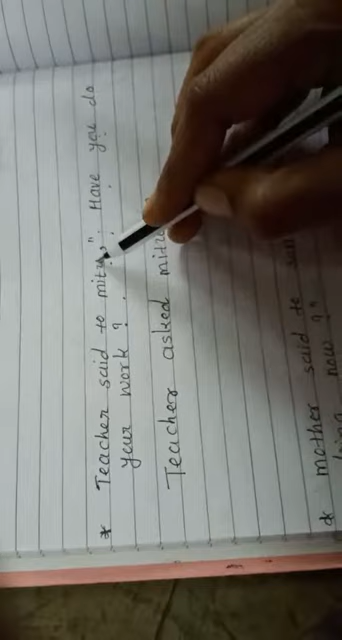 * Teacher said to mitu," Have you do
your work ?
Teacher asked mitu
* mother said to
now ?"